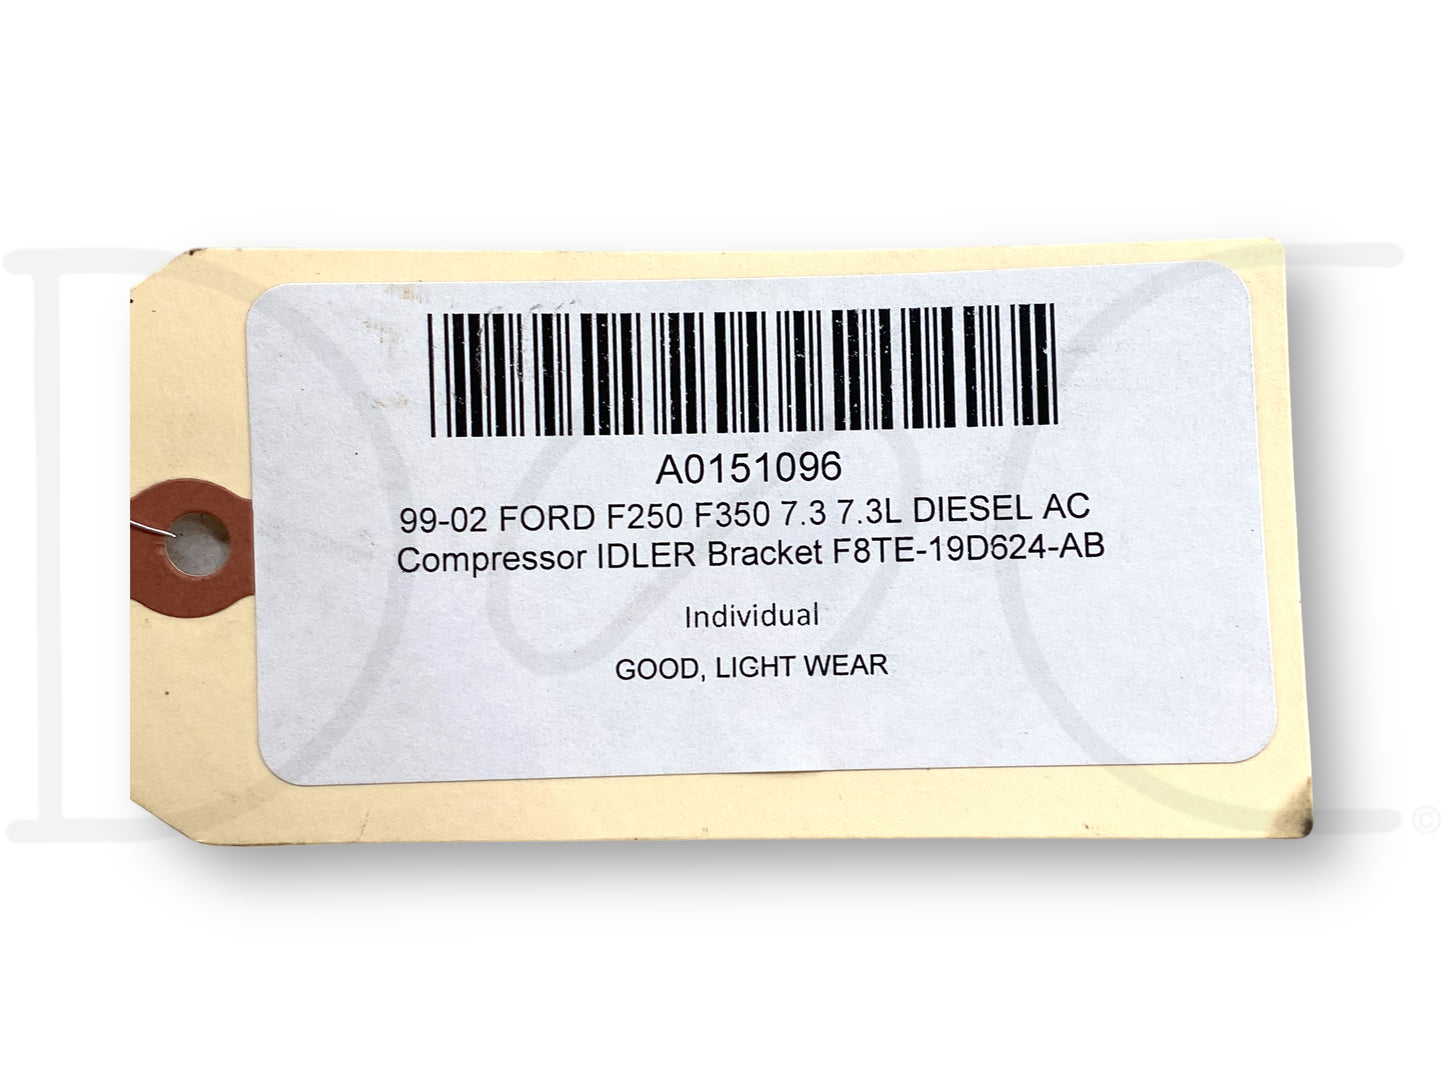 A0151096
99-02 FORD F250 F350 7.3 7.3L DIESEL AC
Compressor IDLER Bracket F8TE-19D624-AB
Individual
GOOD, LIGHT WEAR
©